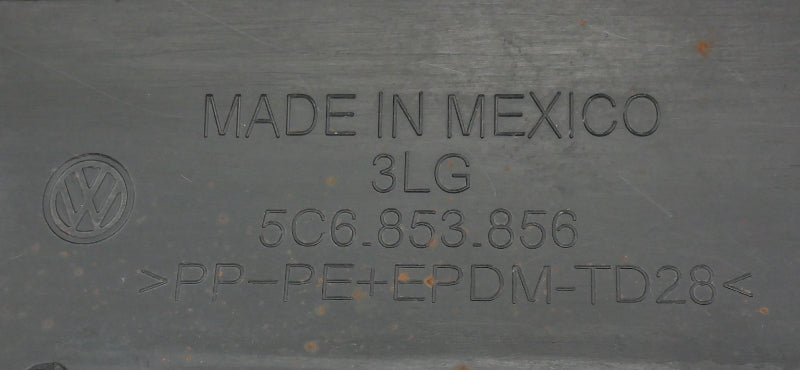 MADE IN MEXICO
3LG
5C6.853.856
>PP-PE+EPDM-TD28<